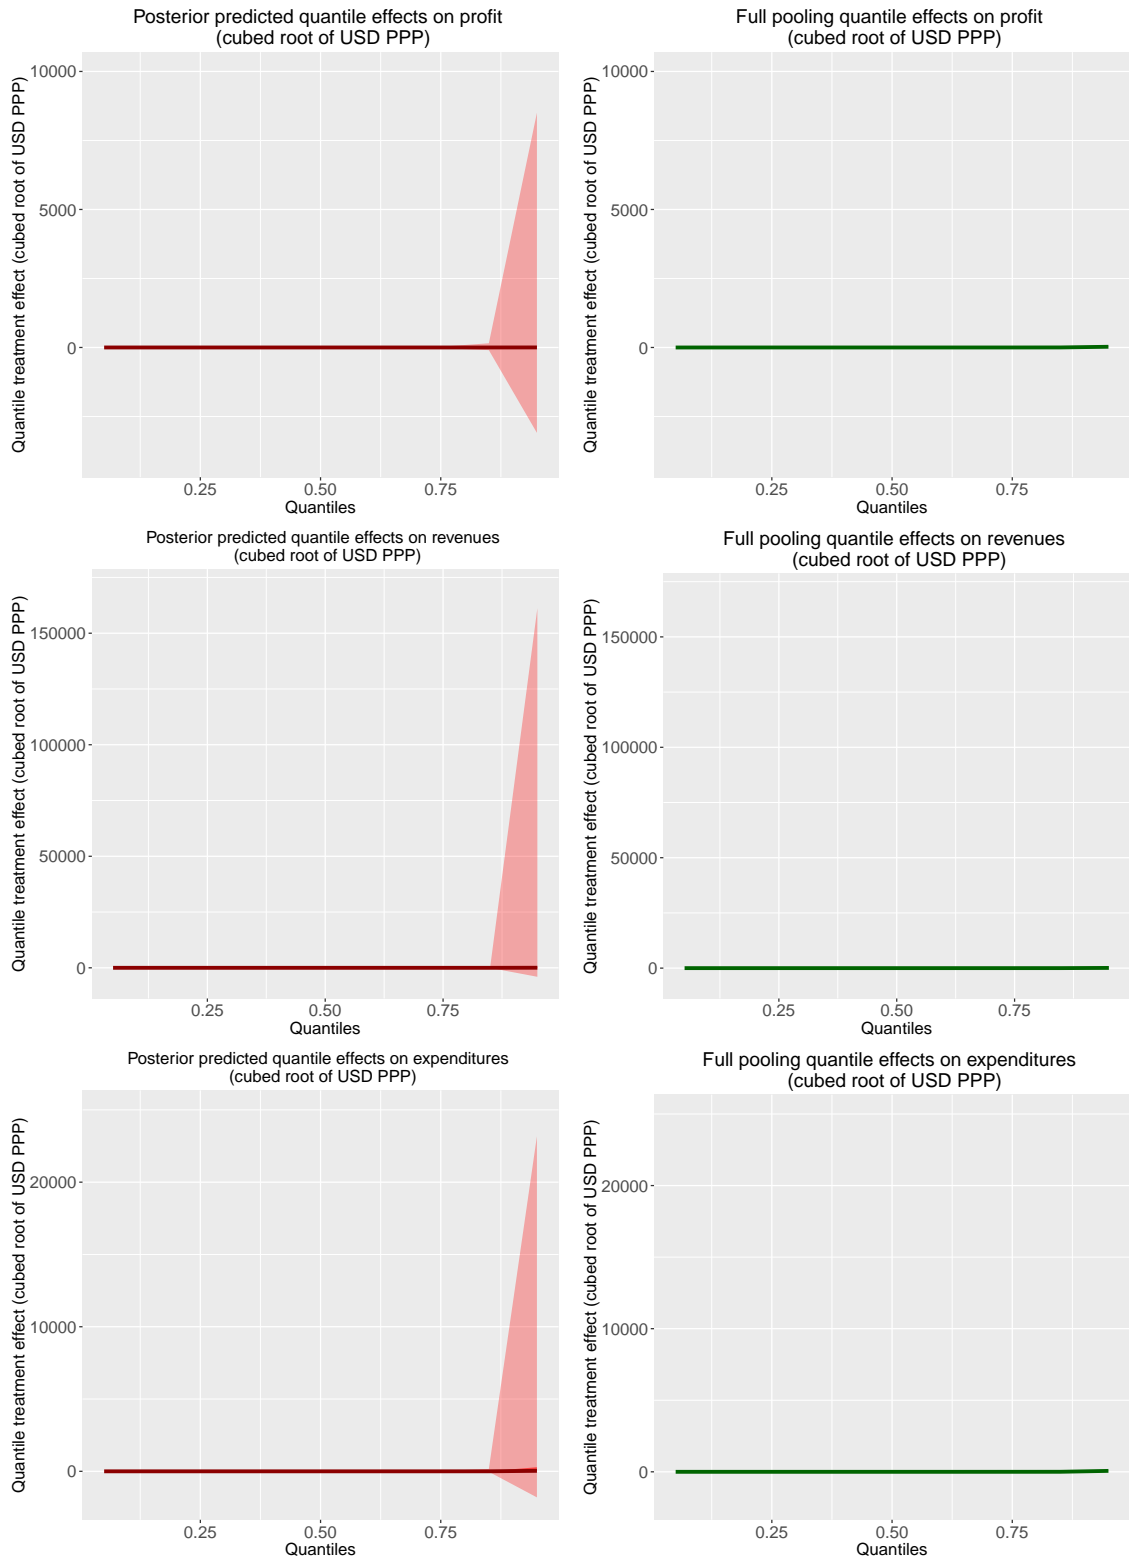 Posterior predicted quantile effects on profit
(cubed root of USD PPP)
Quantile treatment effect (cubed root of USD PPP)
10000
5000
0
0.25 0.50 0.75
Quantiles
Full pooling quantile effects on profit
(cubed root of USD PPP)
Quantile treatment effect (cubed root of USD PPP)
10000
5000
0
0.25 0.50 0.75
Quantiles
Posterior predicted quantile effects on revenues
(cubed root of USD PPP)
Quantile treatment effect (cubed root of USD PPP)
150000
100000
50000
0
0.25 0.50 0.75
Quantiles
Full pooling quantile effects on revenues
(cubed root of USD PPP)
Quantile treatment effect (cubed root of USD PPP)
150000
100000
50000
0
0.25 0.50 0.75
Quantiles
Posterior predicted quantile effects on expenditures
(cubed root of USD PPP)
Quantile treatment effect (cubed root of USD PPP)
20000
10000
0
0.25 0.50 0.75
Quantiles
Full pooling quantile effects on expenditures
(cubed root of USD PPP)
Quantile treatment effect (cubed root of USD PPP)
20000
10000
0
0.25 0.50 0.75
Quantiles